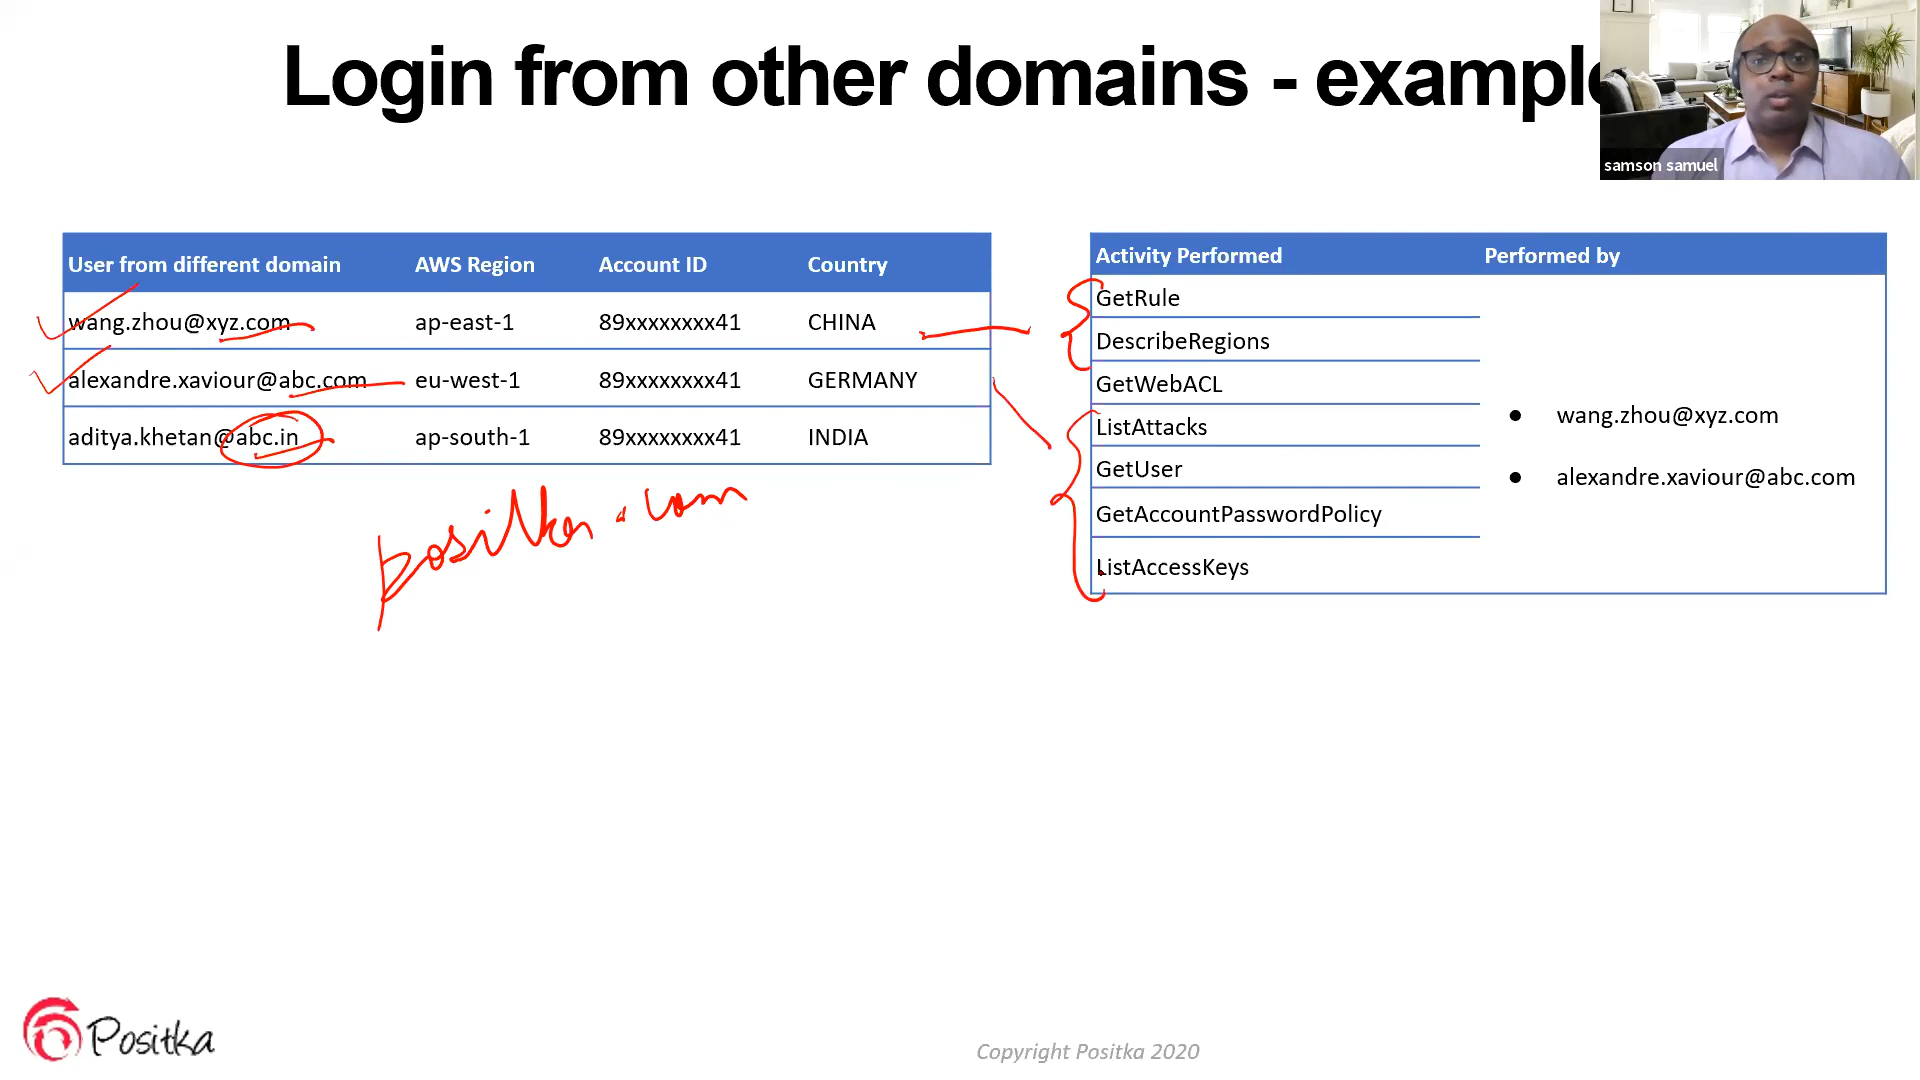 Login from other domains - example
samson samuel
User from different domain AWS Region Account ID Country
wang.zhou@xyz.com ap-east-1 89xxxxxxxx41 CHINA
alexandre.xaviour@abc.com eu-west-1 89xxxxxxxx41 GERMANY
aditya.khetan@abc.in ap-south-1 89xxxxxxxx41 INDIA
positka.com
Activity Performed Performed by
GetRule
DescribeRegions
GetWebACL
ListAttacks
GetUser
GetAccountPasswordPolicy
ListAccessKeys
• wang.zhou@xyz.com
• alexandre.xaviour@abc.com
Positka
Copyright Positka 2020